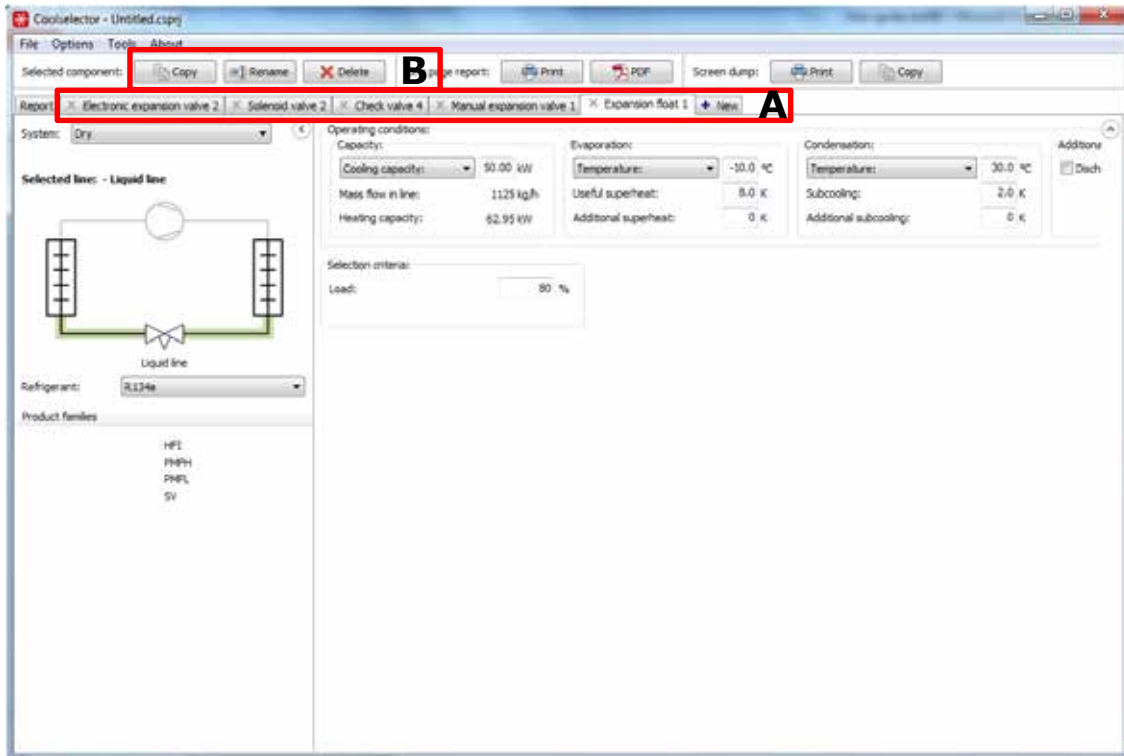 Coolselector - Untitled.csprj
File Options Tools About
Selected component: Copy Rename Delete B page report: Print PDF Screen dump: Print Copy
Report Electronic expansion valve 2 Solenoid valve 2 Check valve 4 Manual expansion valve 1 Expansion float 1 New A
System: Dry
Selected line: - Liquid line
Liquid line
Refrigerant: R134a
Product families
HFI
PMFH
PMFL
SV
Operating conditions:
Capacity: Evaporation: Condensation: Additiona
Cooling capacity: 50.00 kW Temperature: -10.0 °C Temperature: 30.0 °C Disch
Mass flow in line: 1125 kg/h Useful superheat: 8.0 K Subcooling: 2.0 K
Heating capacity: 62.95 kW Additional superheat: 0 K Additional subcooling: 0 K
Selection criteria:
Load: 80 %